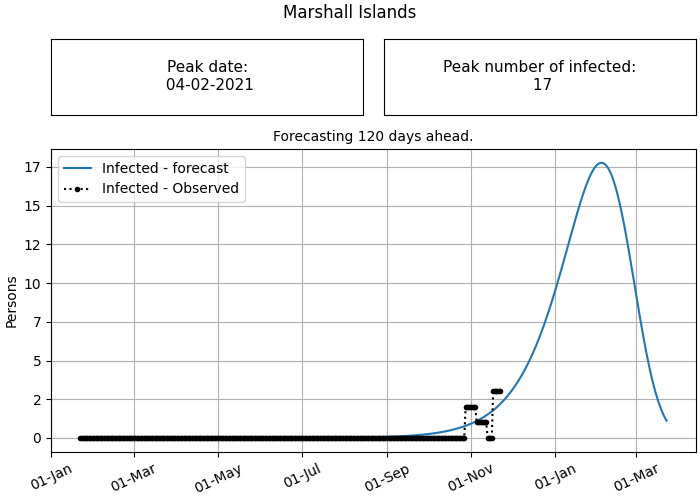 Marshall Islands
Peak date:
04-02-2021
Peak number of infected:
17
Forecasting 120 days ahead.
Infected - forecast
Infected - Observed
Persons
17
15
12
10
7
5
2
0
01-Jan
01-Mar
01-May
01-Jul
01-Sep
01-Nov
01-Jan
01-Mar